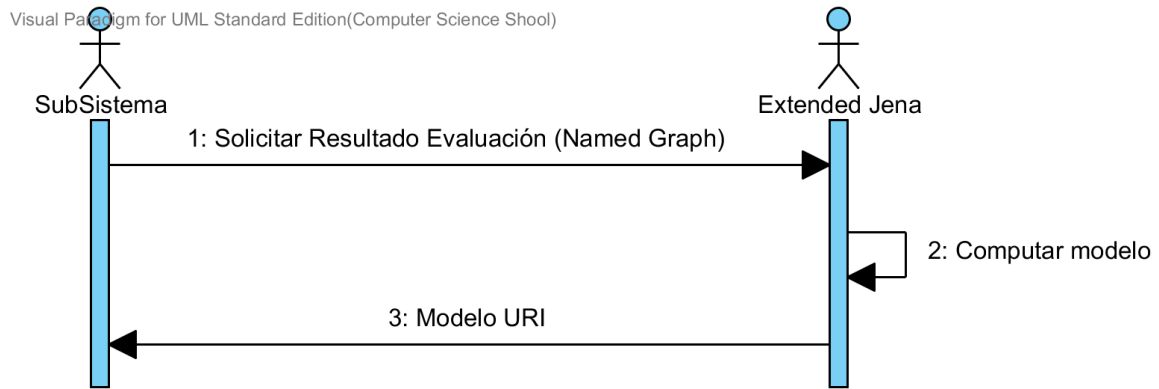 Visual Paradigm for UML Standard Edition(Computer Science Shool)
SubSistema
Extended Jena
1: Solicitar Resultado Evaluación (Named Graph)
2: Computar modelo
3: Modelo URI